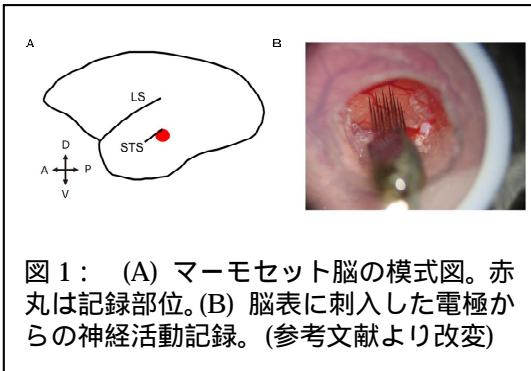 A
B
LS
STS
D
A
P
V
図 1： (A) マーモセット脳の模式図。赤
丸は記録部位。(B) 脳表に刺入した電極か
らの神経活動記録。 (参考文献より改変)